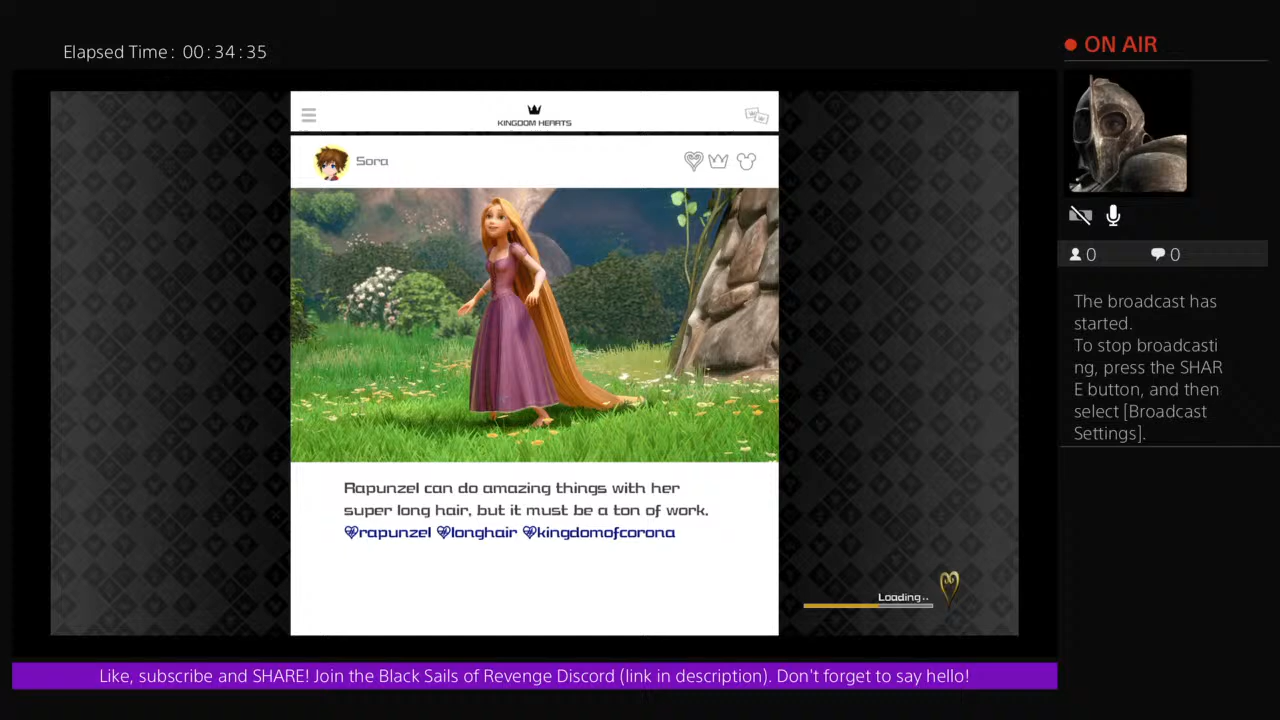 Elapsed Time: 00:34:35
ON AIR
KINGDOM HEARTS
Sora
0
0
The broadcast has
started.
To stop broadcasti
ng, press the SHAR
E button, and then
select [Broadcast
Settings].
Rapunzel can do amazing things with her
super long hair, but it must be a ton of work.
rapunzel longhair kingdomofcorona
Loading..
Like, subscribe and SHARE! Join the Black Sails of Revenge Discord (link in description). Don't forget to say hello!